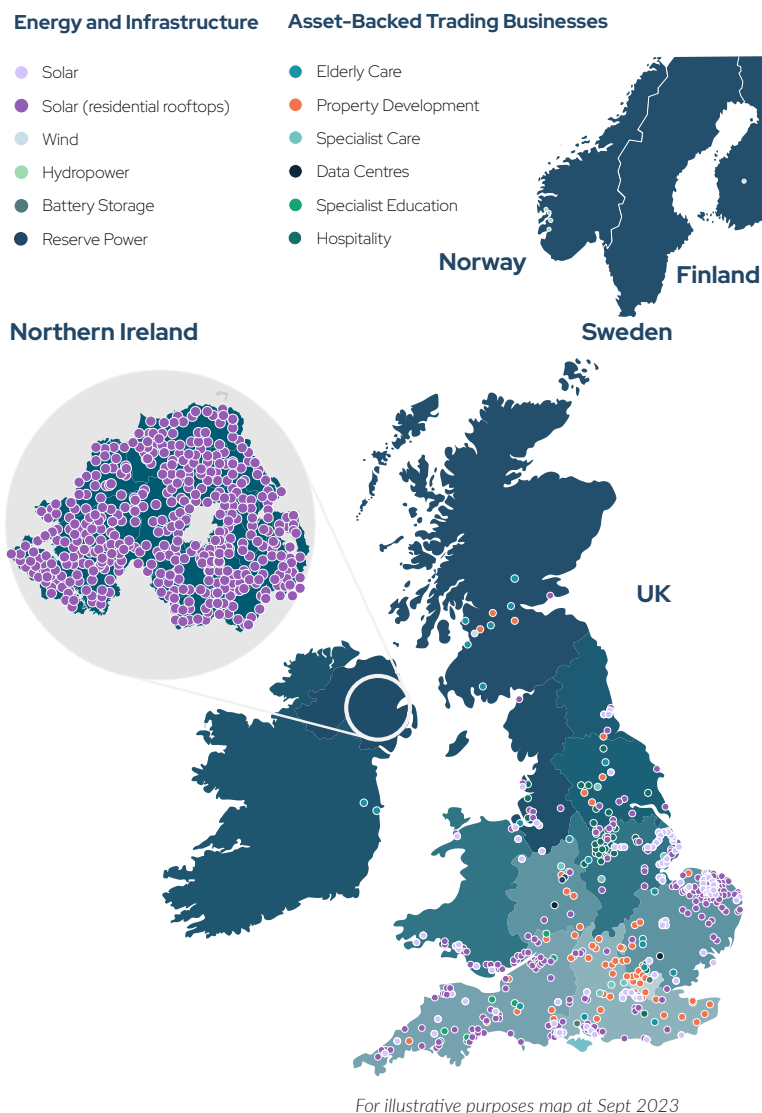 Energy and Infrastructure
Solar
Solar (residential rooftops)
Wind
Hydropower
Battery Storage
Reserve Power
Asset-Backed Trading Businesses
Elderly Care
Property Development
Specialist Care
Data Centres
Specialist Education
Hospitality
Norway
Finland
Sweden
Northern Ireland
UK
For illustrative purposes map at Sept 2023